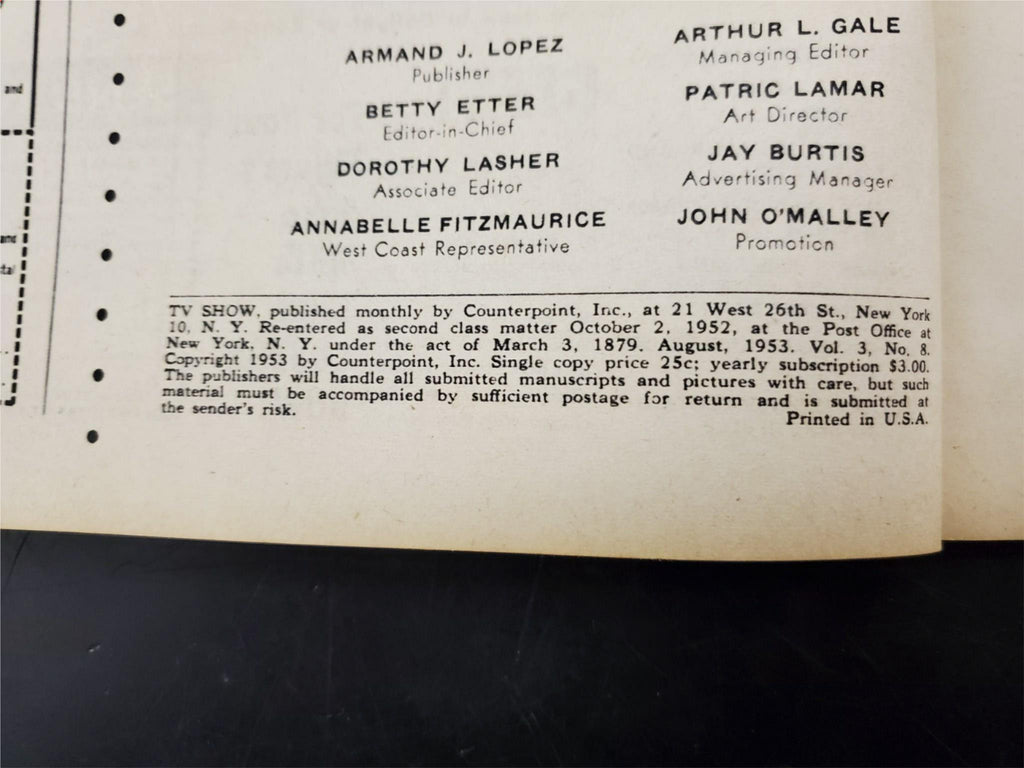 and
and
tal
ARMAND J. LOPEZ
Publisher
BETTY ETTER
Editor-in-Chief
DOROTHY LASHER
Associate Editor
ANNABELLE FITZMAURICE
West Coast Representative
ARTHUR L. GALE
Managing Editor
PATRIC LAMAR
Art Director
JAY BURTIS
Advertising Manager
JOHN O'MALLEY
Promotion
TV SHOW, published monthly by Counterpoint, Inc., at 21 West 26th St., New York
10, N. Y. Re-entered as second class matter October 2, 1952, at the Post Office at
New York, N. Y. under the act of March 3, 1879. August, 1953. Vol. 3, No. 8.
Copyright 1953 by Counterpoint, Inc. Single copy price 25c; yearly subscription $3.00.
The publishers will handle all submitted manuscripts and pictures with care, but such
material must be accompanied by sufficient postage for return and is submitted at
the sender's risk.
Printed in U.S.A.